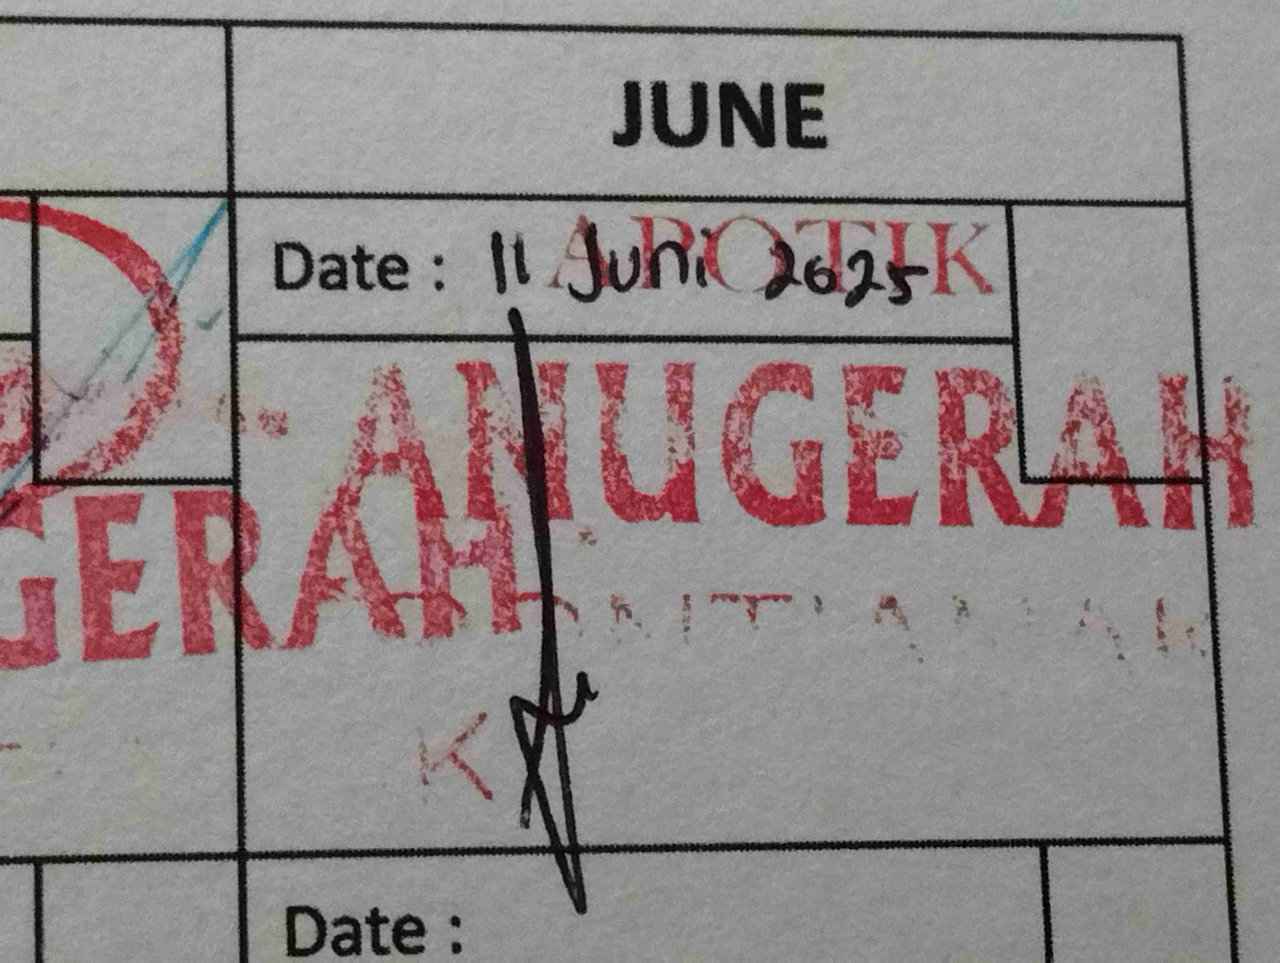 JUNE
Date : 11 Juni 2025
APOTIK
ANUGERAH
GERAH
K
Date :